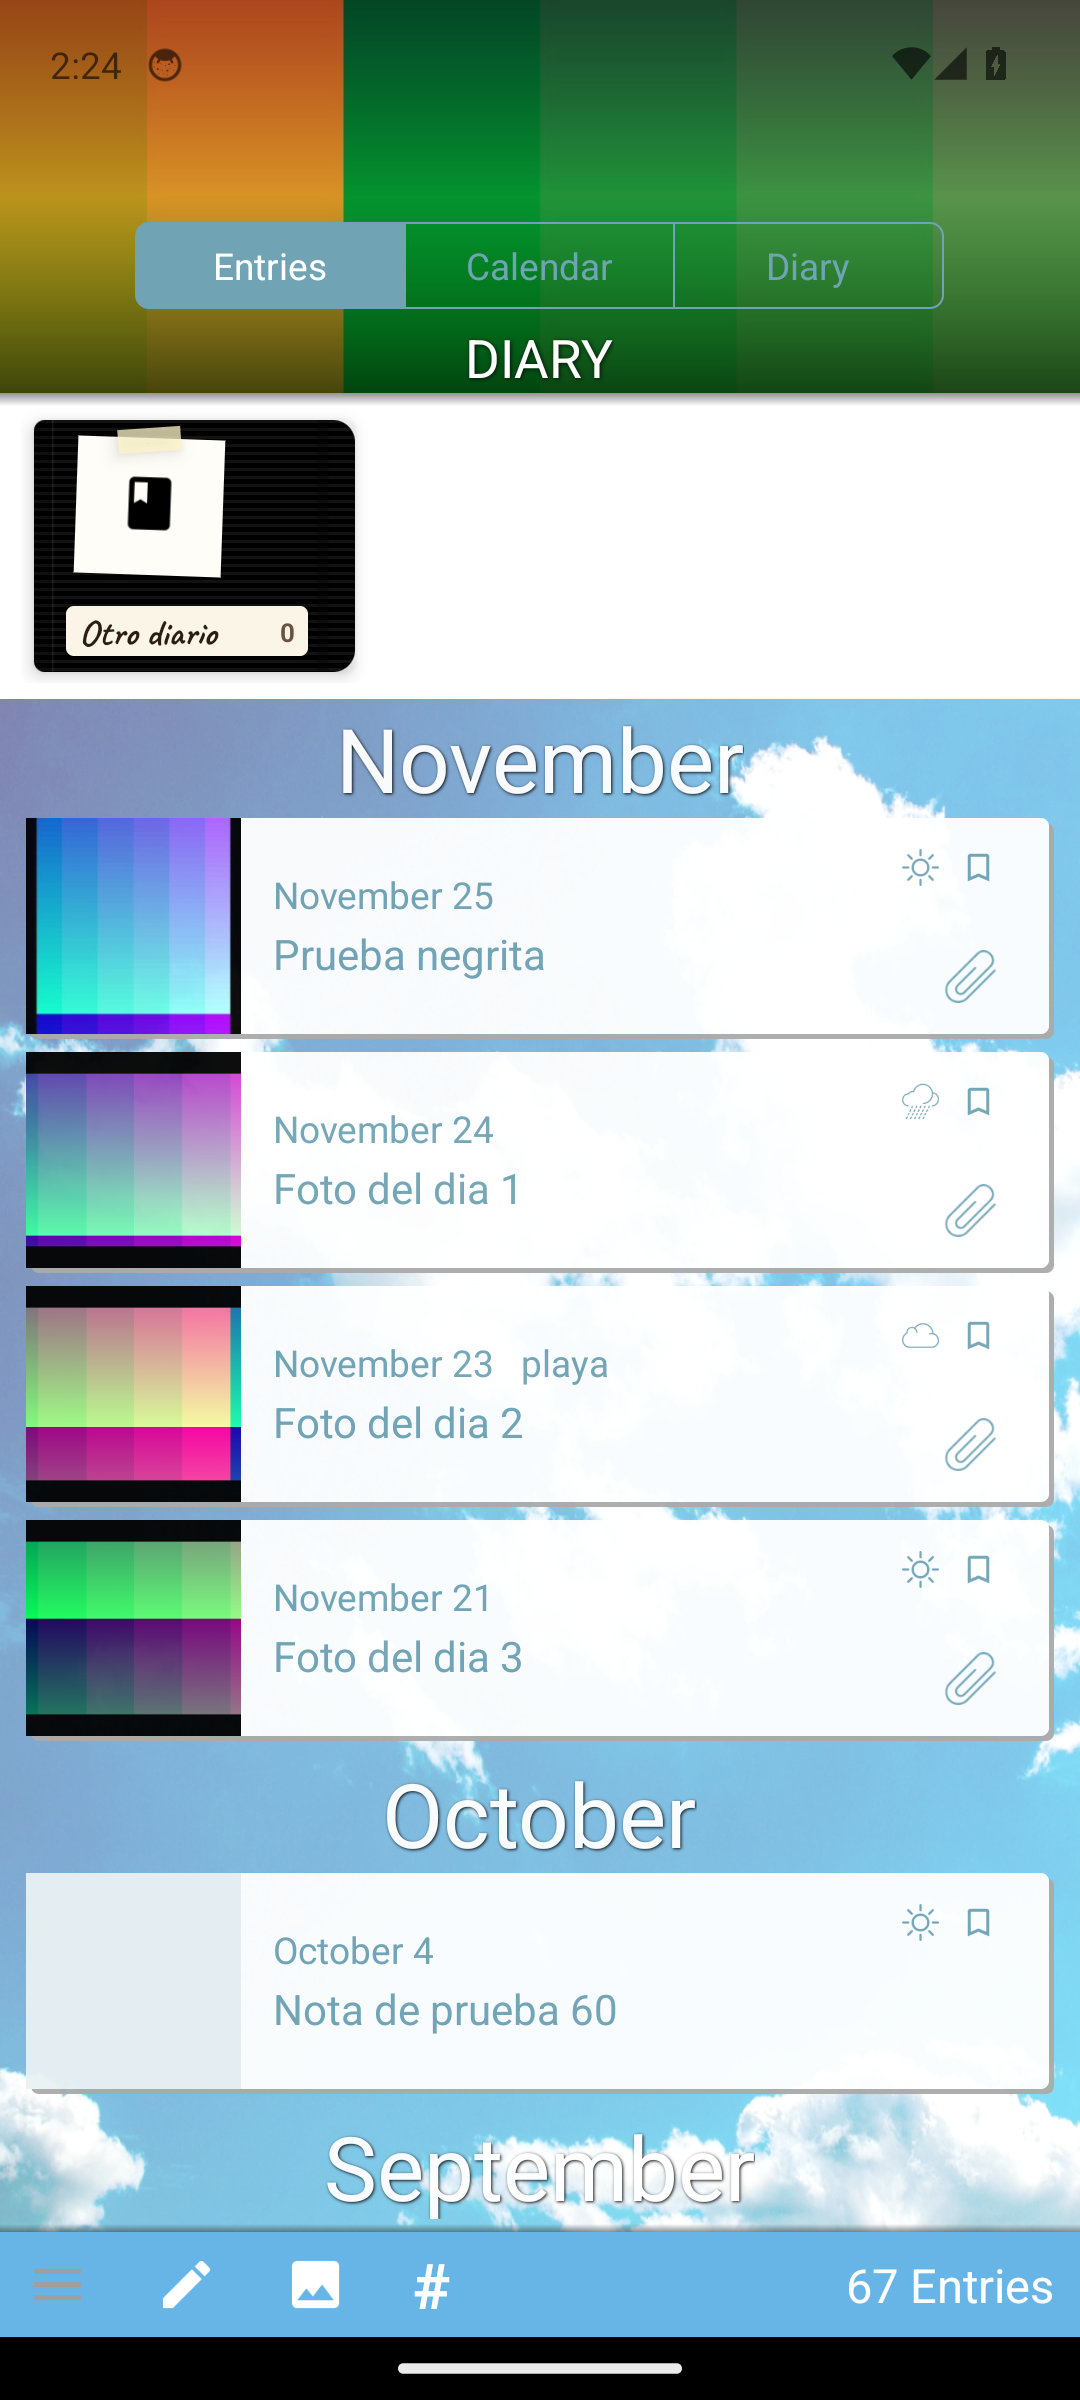 2:24
Entries Calendar Diary
DIARY
Otro diario 0
November
November 25
Prueba negrita
November 24
Foto del dia 1
November 23 playa
Foto del dia 2
November 21
Foto del dia 3
October
October 4
Nota de prueba 60
September
# 67 Entries